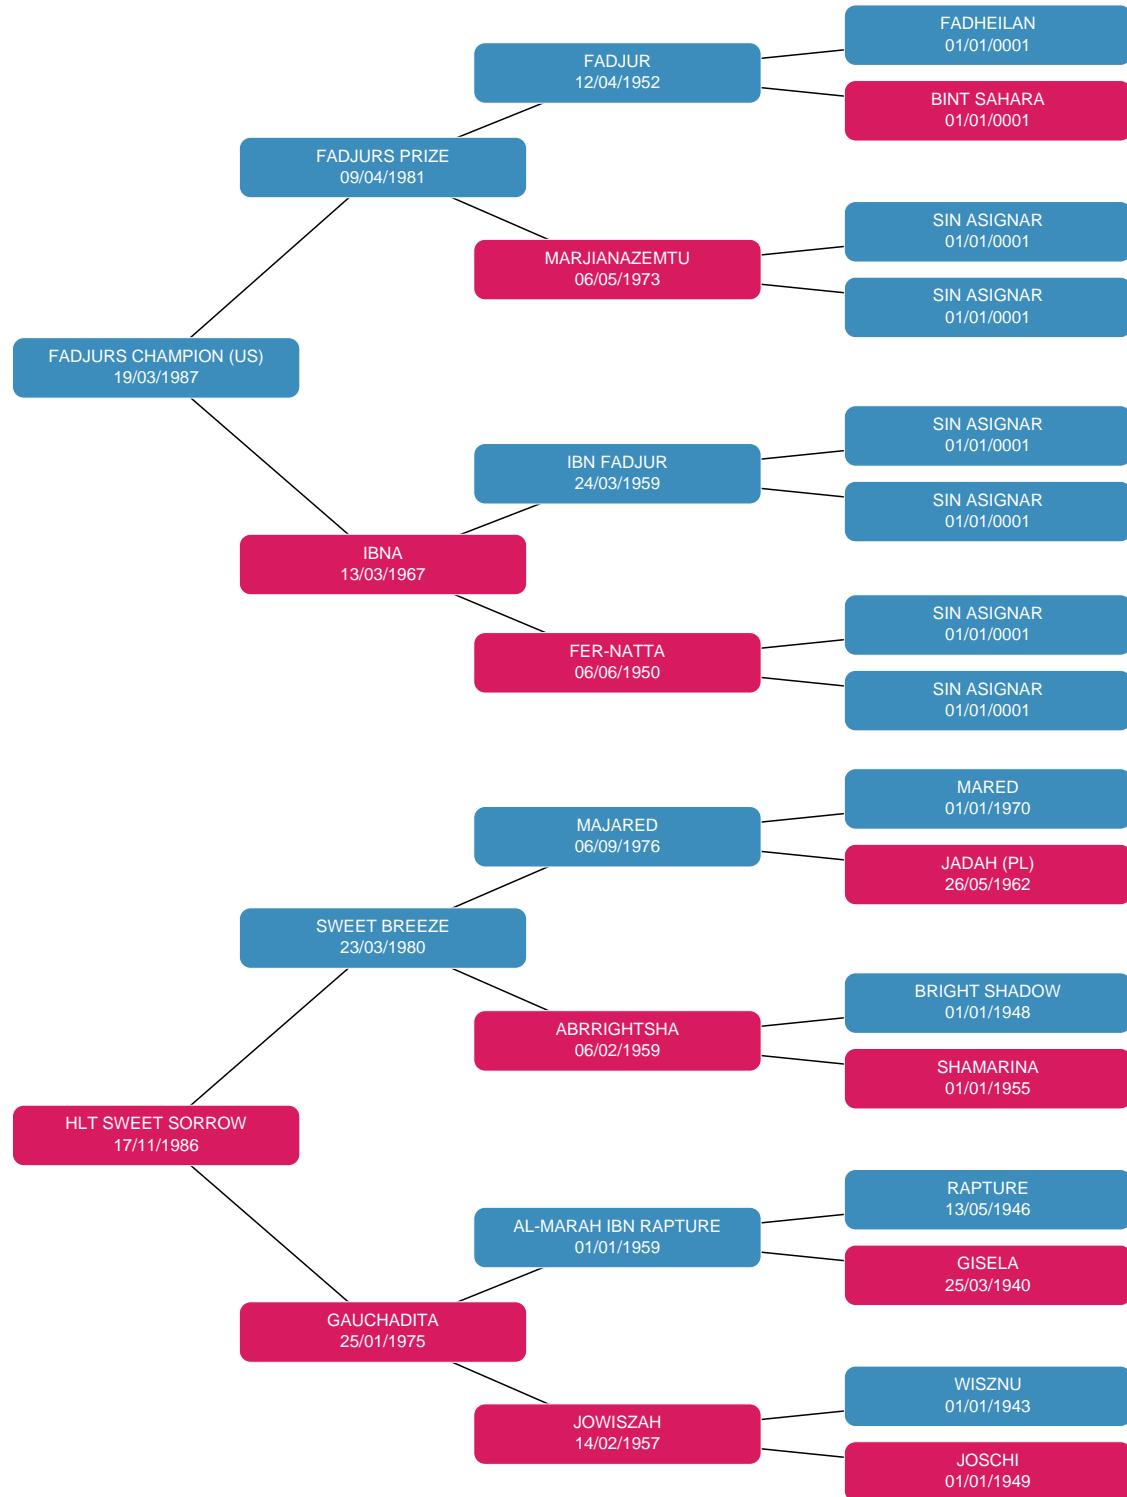 FADHEILAN
01/01/0001
FADJUR
12/04/1952
BINT SAHARA
01/01/0001
FADJURS PRIZE
09/04/1981
SIN ASIGNAR
01/01/0001
MARJIANAZEMTU
06/05/1973
SIN ASIGNAR
01/01/0001
FADJURS CHAMPION (US)
19/03/1987
SIN ASIGNAR
01/01/0001
IBN FADJUR
24/03/1959
SIN ASIGNAR
01/01/0001
IBNA
13/03/1967
SIN ASIGNAR
01/01/0001
FER-NATTA
06/06/1950
SIN ASIGNAR
01/01/0001
MARED
01/01/1970
MAJARED
06/09/1976
JADAH (PL)
26/05/1962
SWEET BREEZE
23/03/1980
BRIGHT SHADOW
01/01/1948
ABRRIGHTSHA
06/02/1959
SHAMARINA
01/01/1955
HLT SWEET SORROW
17/11/1986
RAPTURE
13/05/1946
AL-MARAH IBN RAPTURE
01/01/1959
GISELA
25/03/1940
GAUCHADITA
25/01/1975
WISZNU
01/01/1943
JOWISZAH
14/02/1957
JOSCHI
01/01/1949